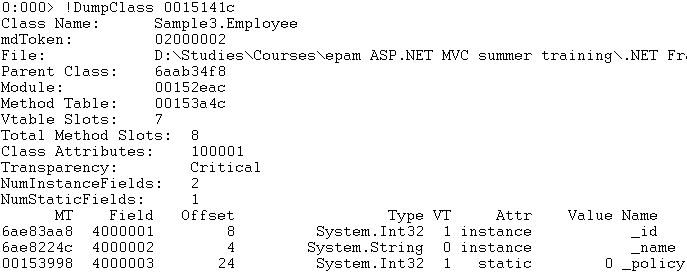 0:000> !DumpClass 0015141c
Class Name:      Sample3.Employee
mdToken:         02000002
File:            D:\Studies\Courses\epam ASP.NET MVC summer training\.NET Fra
Parent Class:    6aab34f8
Module:          00152eac
Method Table:    00153a4c
Vtable Slots:    7
Total Method Slots:  8
Class Attributes:    100001
Transparency:        Critical
NumInstanceFields:   2
NumStaticFields:     1
      MT    Field   Offset                 Type VT     Attr    Value Name
6ae83aa8  4000001        8         System.Int32  1 instance           _id
6ae8224c  4000002        4        System.String  0 instance           _name
00153998  4000003       24         System.Int32  1   static        0 _policy